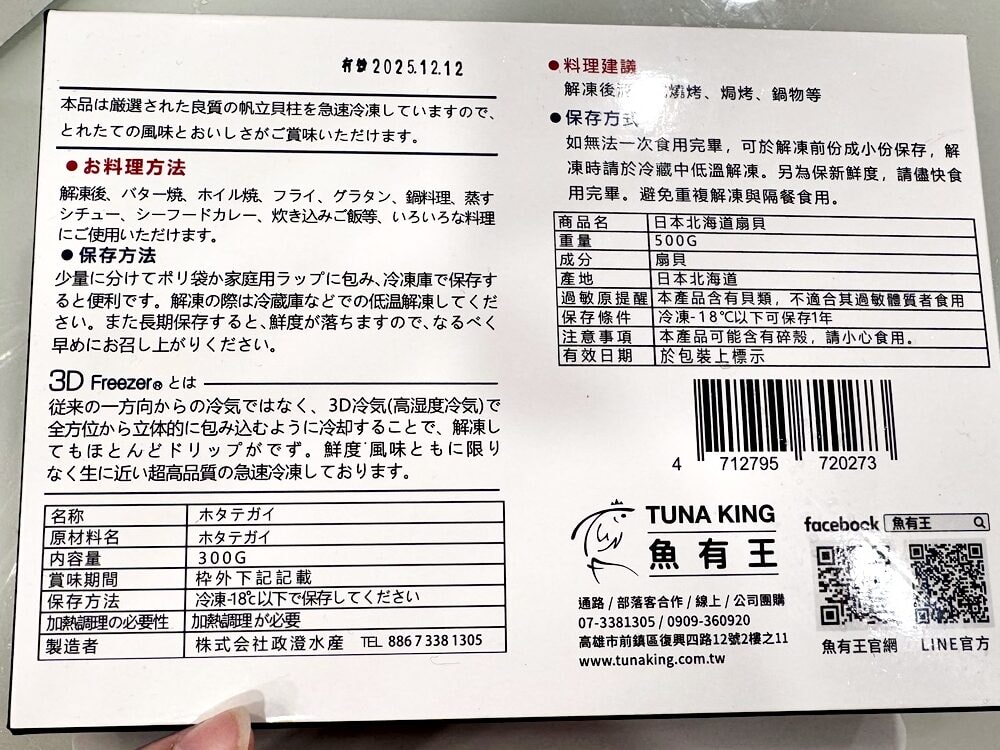 有効 2025.12.12
本品は厳選された良質の帆立貝柱を急速冷凍していますので、
とれたての風味とおいしさがご賞味いただけます。
●お料理方法
解凍後、バター焼、ホイル焼、フライ、グラタン、鍋料理、蒸す
シチュー、シーフードカレー、炊き込みご飯等、いろいろな料理
にご使用いただけます。
●保存方法
少量に分けてポリ袋か家庭用ラップに包み、冷凍庫で保存す
ると便利です。解凍の際は冷蔵庫などでの低温解凍してくだ
さい。また長期保存すると、鮮度が落ちますので、なるべく
早めにお召し上がりください。
3D Freezer® とは
従来の一方向からの冷気ではなく、3D冷気(高湿度冷気)で
全方位から立体的に包み込むように冷却することで、解凍し
てもほとんどドリップがでず。鮮度 風味ともに限り
なく生に近い超高品質の急速冷凍しております。
名称 ホタテガイ
原材料名 ホタテガイ
内容量 300G
賞味期間 枠外下記記載
保存方法 冷凍-18℃以下で保存してください
加熱調理の必要性 加熱調理が必要
製造者 株式会社政澄水産 TEL 886 7 338 1305
●料理建議
解凍後 燒烤、焗烤、鍋物等
●保存方式
如無法一次食用完畢，可於解凍前份成小份保存，解
凍時請於冷藏中低溫解凍。另為保新鮮度，請儘快食
用完畢。避免重複解凍與隔餐食用。
商品名 日本北海道扇貝
重量 500G
成分 扇貝
產地 日本北海道
過敏原提醒 本產品含有貝類，不適合其過敏體質者食用
保存條件 冷凍-18℃以下可保存1年
注意事項 本產品可能含有碎殼，請小心食用。
有效日期 於包裝上標示
4 712795 720273
TUNA KING
魚有王
facebook 魚有王
通路 / 部落客合作 / 線上 / 公司團購
07-3381305 / 0909-360920
高雄市前鎮區復興四路12號2樓之11
www.tunaking.com.tw
魚有王官網 LINE官方